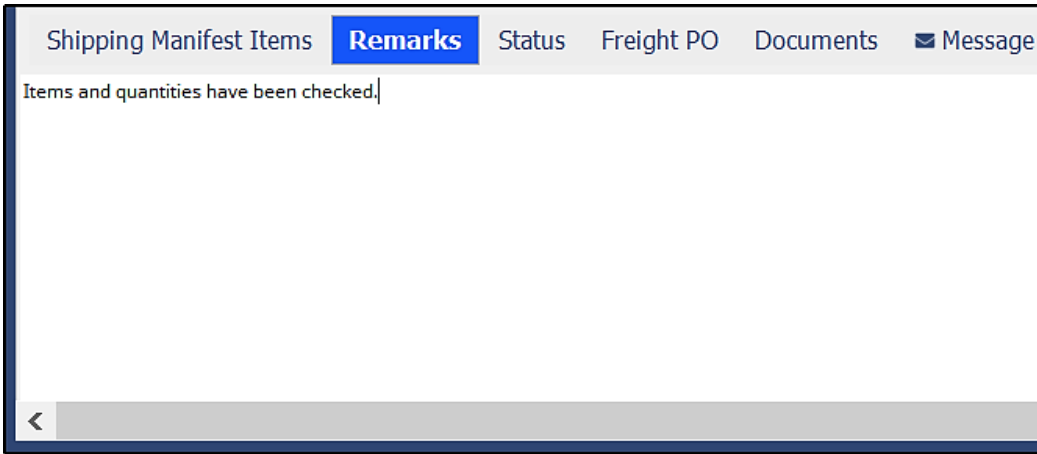 Shipping Manifest Items Remarks Status Freight PO Documents Message
Items and quantities have been checked.